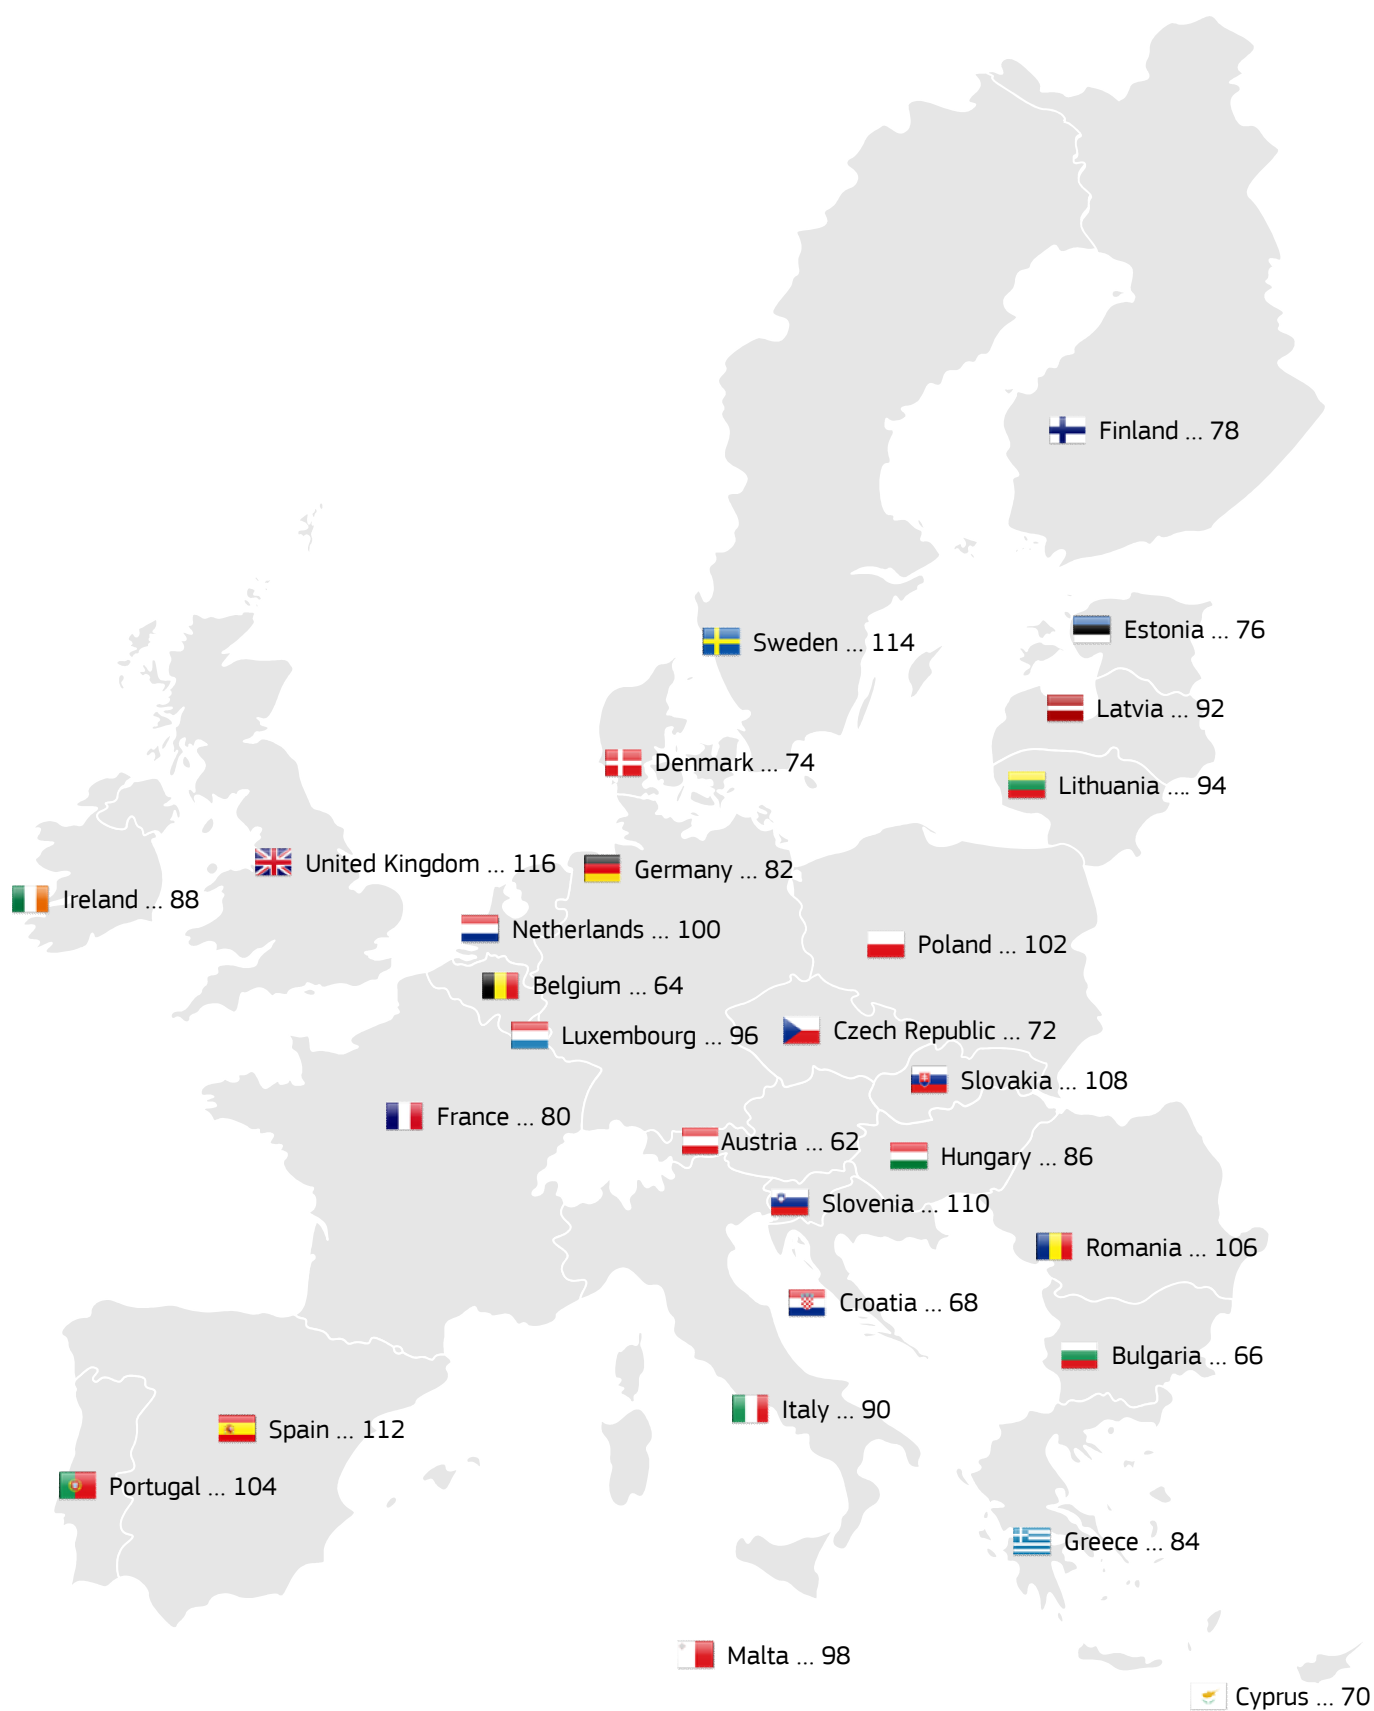 Finland ... 78
Estonia ... 76
Sweden ... 114
Latvia ... 92
Denmark ... 74
Lithuania .... 94
United Kingdom ... 116
Germany ... 82
Ireland ... 88
Netherlands ... 100
Poland ... 102
Belgium ... 64
Luxembourg ... 96
Czech Republic ... 72
Slovakia ... 108
France ... 80
Austria ... 62
Hungary ... 86
Slovenia ... 110
Romania ... 106
Croatia ... 68
Bulgaria ... 66
Italy ... 90
Spain ... 112
Portugal ... 104
Greece ... 84
Malta ... 98
Cyprus ... 70